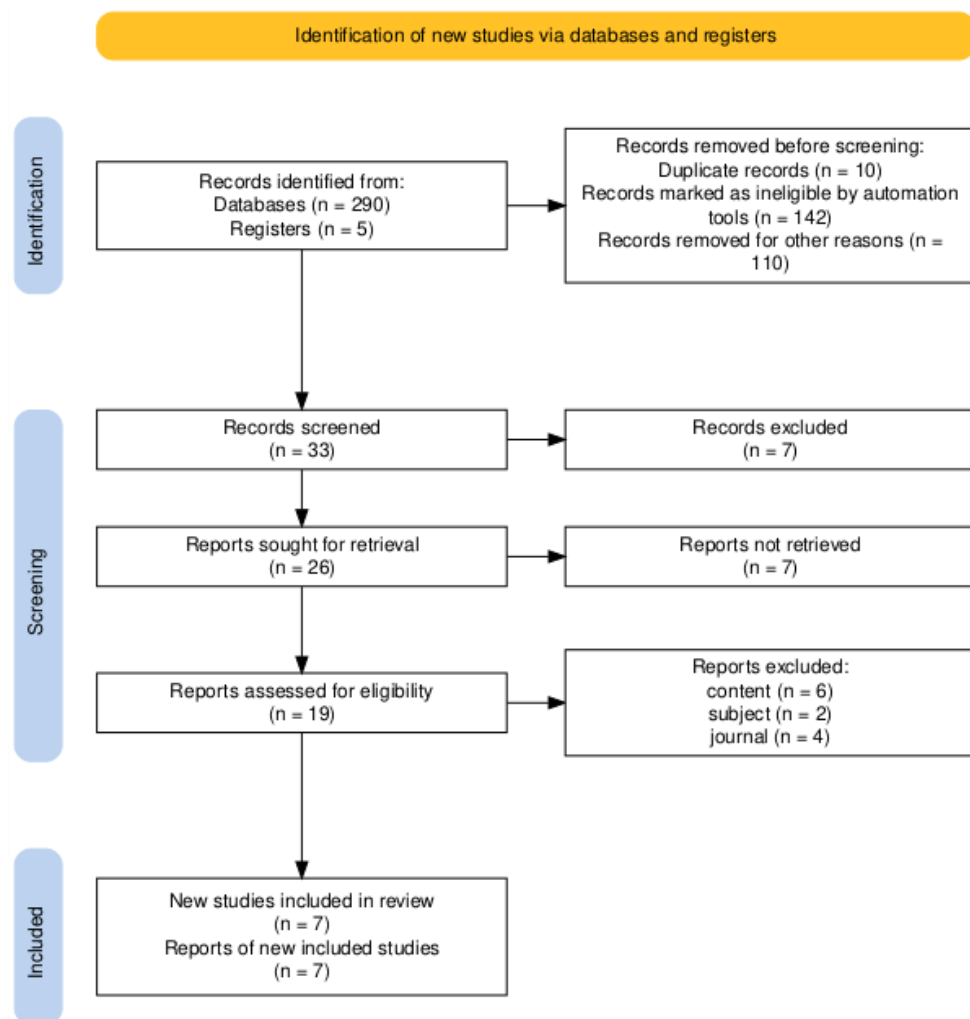 Identification of new studies via databases and registers
Identification
Records identified from:
Databases (n = 290)
Registers (n = 5)
Records removed before screening:
Duplicate records (n = 10)
Records marked as ineligible by automation
tools (n = 142)
Records removed for other reasons (n =
110)
Screening
Records screened
(n = 33)
Records excluded
(n = 7)
Reports sought for retrieval
(n = 26)
Reports not retrieved
(n = 7)
Reports assessed for eligibility
(n = 19)
Reports excluded:
content (n = 6)
subject (n = 2)
journal (n = 4)
Included
New studies included in review
(n = 7)
Reports of new included studies
(n = 7)